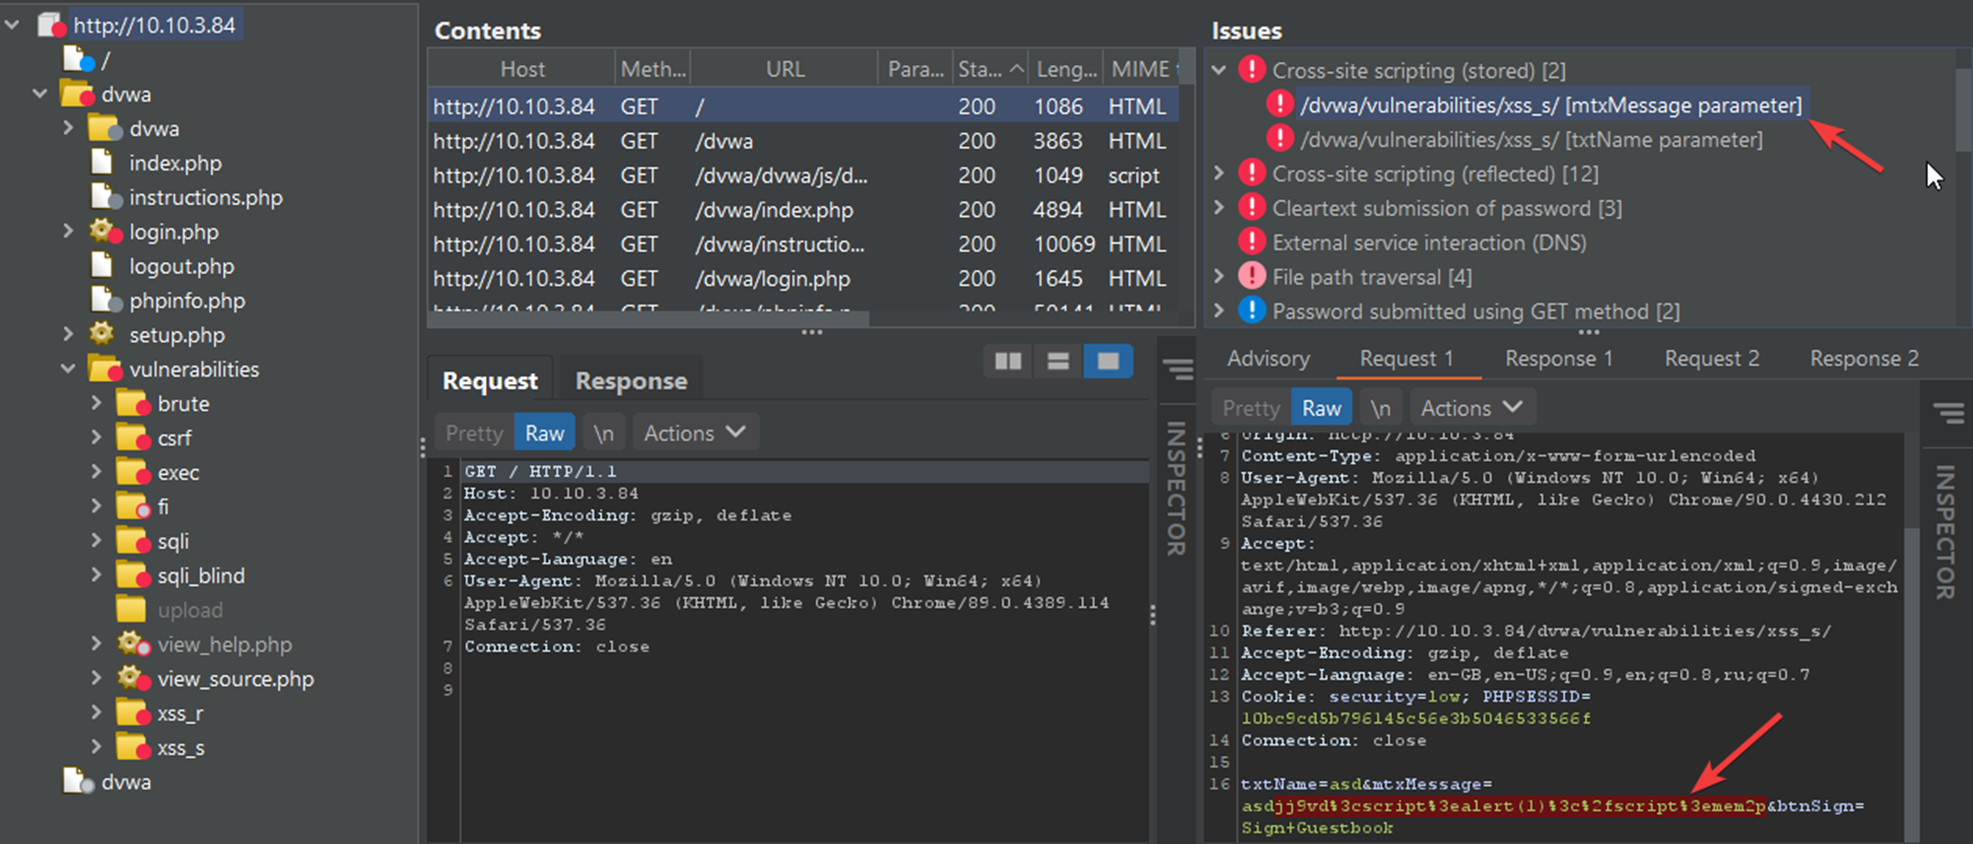 http://10.10.3.84
/
dvwa
dvwa
index.php
instructions.php
login.php
logout.php
phpinfo.php
setup.php
vulnerabilities
brute
csrf
exec
fi
sqli
sqli_blind
upload
view_help.php
view_source.php
xss_r
xss_s
dvwa
Contents
Host Meth... URL Para... Sta... Leng... MIME t
http://10.10.3.84 GET / 200 1086 HTML
http://10.10.3.84 GET /dvwa 200 3863 HTML
http://10.10.3.84 GET /dvwa/dvwa/js/d... 200 1049 script
http://10.10.3.84 GET /dvwa/index.php 200 4894 HTML
http://10.10.3.84 GET /dvwa/instructio... 200 10069 HTML
http://10.10.3.84 GET /dvwa/login.php 200 1645 HTML
Request Response
Pretty Raw \n Actions
1 GET / HTTP/1.1
2 Host: 10.10.3.84
3 Accept-Encoding: gzip, deflate
4 Accept: */*
5 Accept-Language: en
6 User-Agent: Mozilla/5.0 (Windows NT 10.0; Win64; x64)
AppleWebKit/537.36 (KHTML, like Gecko) Chrome/89.0.4389.114
Safari/537.36
7 Connection: close
8
9
INSPECTOR
Issues
Cross-site scripting (stored) [2]
/dvwa/vulnerabilities/xss_s/ [mtxMessage parameter]
/dvwa/vulnerabilities/xss_s/ [txtName parameter]
Cross-site scripting (reflected) [12]
Cleartext submission of password [3]
External service interaction (DNS)
File path traversal [4]
Password submitted using GET method [2]
Advisory Request 1 Response 1 Request 2 Response 2
Pretty Raw \n Actions
6 Origin: http://10.10.3.84
7 Content-Type: application/x-www-form-urlencoded
8 User-Agent: Mozilla/5.0 (Windows NT 10.0; Win64; x64)
AppleWebKit/537.36 (KHTML, like Gecko) Chrome/90.0.4430.212
Safari/537.36
9 Accept:
text/html,application/xhtml+xml,application/xml;q=0.9,image/
avif,image/webp,image/apng,*/*;q=0.8,application/signed-exch
ange;v=b3;q=0.9
10 Referer: http://10.10.3.84/dvwa/vulnerabilities/xss_s/
11 Accept-Encoding: gzip, deflate
12 Accept-Language: en-GB,en-US;q=0.9,en;q=0.8,ru;q=0.7
13 Cookie: security=low; PHPSESSID=
10bc9cd5b796145c56e3b5046533566f
14 Connection: close
15
16 txtName=asd&mtxMessage=
asdjj9vd%3cscript%3ealert(1)%3c%2fscript%3emem2p&btnSign=
Sign+Guestbook
INSPECTOR